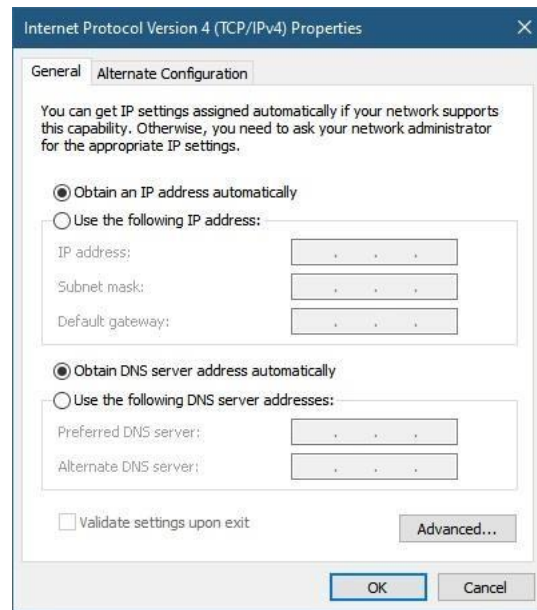 Internet Protocol Version 4 (TCP/IPv4) Properties
General
Alternate Configuration
You can get IP settings assigned automatically if your network supports
this capability. Otherwise, you need to ask your network administrator
for the appropriate IP settings.
Obtain an IP address automatically
Use the following IP address:
IP address:
Subnet mask:
Default gateway:
Obtain DNS server address automatically
Use the following DNS server addresses:
Preferred DNS server:
Alternate DNS server:
Validate settings upon exit
Advanced...
OK
Cancel